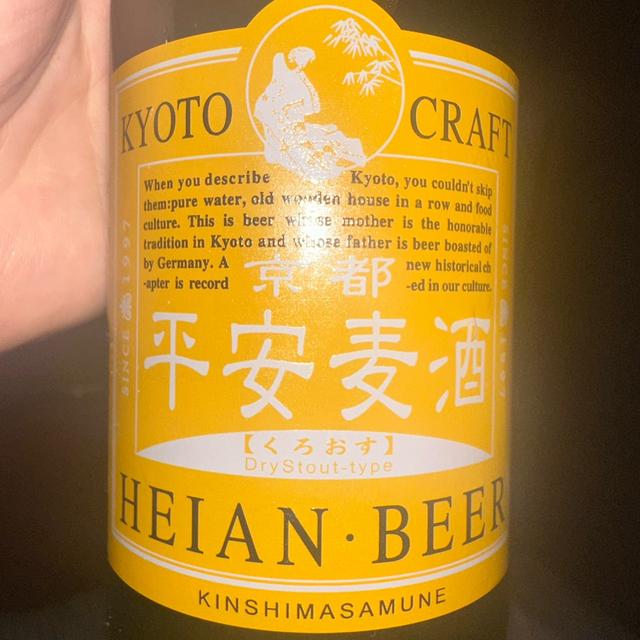 KYOTO CRAFT
When you describe Kyoto, you couldn't skip
them:pure water, old wooden house in a row and food
culture. This is beer whose mother is the honorable
tradition in Kyoto and whose father is beer boasted of
by Germany. A new historical ch
-apter is record -ed in our culture.
京都
平安麦酒
【くろおす】
DryStout-type
HEIAN・BEER
KINSHIMASAMUNE
SINCE 1997
SINCE 1997